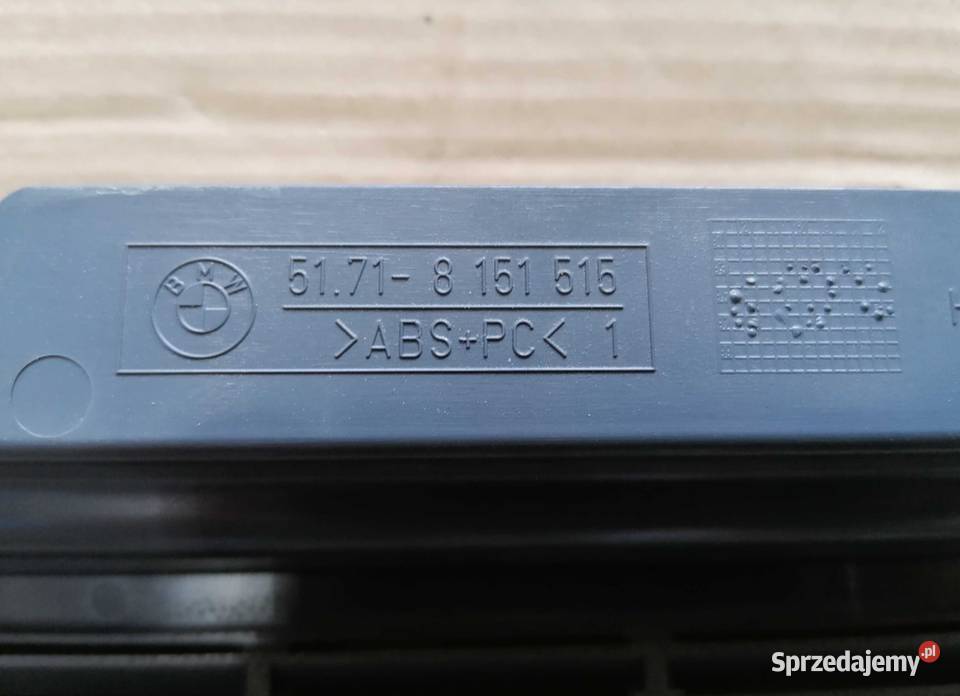 BMW
51.71- 8 151 515
>ABS+PC< 1
Sprzedajemy.pl